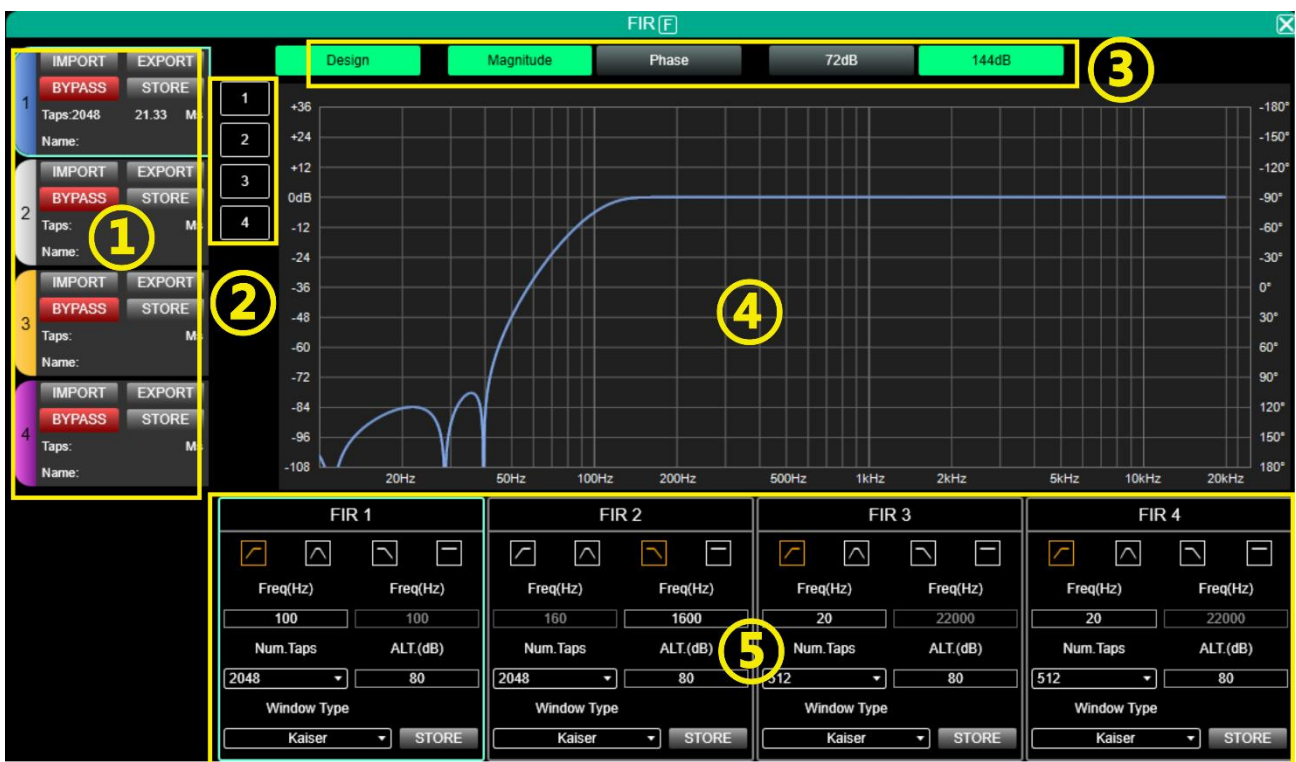 FIR F X
Design Magnitude Phase 72dB 144dB
③
1
IMPORT EXPORT
BYPASS STORE
Taps:2048 21.33 Ms
Name:
2
IMPORT EXPORT
BYPASS STORE
Taps: Ms
Name:
①
3
IMPORT EXPORT
BYPASS STORE
Taps: Ms
Name:
4
IMPORT EXPORT
BYPASS STORE
Taps: Ms
Name:
1
2
3
4
②
+36 -180°
+24 -150°
+12 -120°
0dB -90°
-12 -60°
-24 -30°
-36 0°
④
-48 30°
-60 60°
-72 90°
-84 120°
-96 150°
-108 180°
20Hz 50Hz 100Hz 200Hz 500Hz 1kHz 2kHz 5kHz 10kHz 20kHz
FIR 1
Freq(Hz) Freq(Hz)
100 100
Num.Taps ALT.(dB)
2048 80
Window Type
Kaiser STORE
FIR 2
Freq(Hz) Freq(Hz)
160 1600
Num.Taps ALT.(dB)
2048 80
Window Type
Kaiser STORE
⑤
FIR 3
Freq(Hz) Freq(Hz)
20 22000
Num.Taps ALT.(dB)
512 80
Window Type
Kaiser STORE
FIR 4
Freq(Hz) Freq(Hz)
20 22000
Num.Taps ALT.(dB)
512 80
Window Type
Kaiser STORE